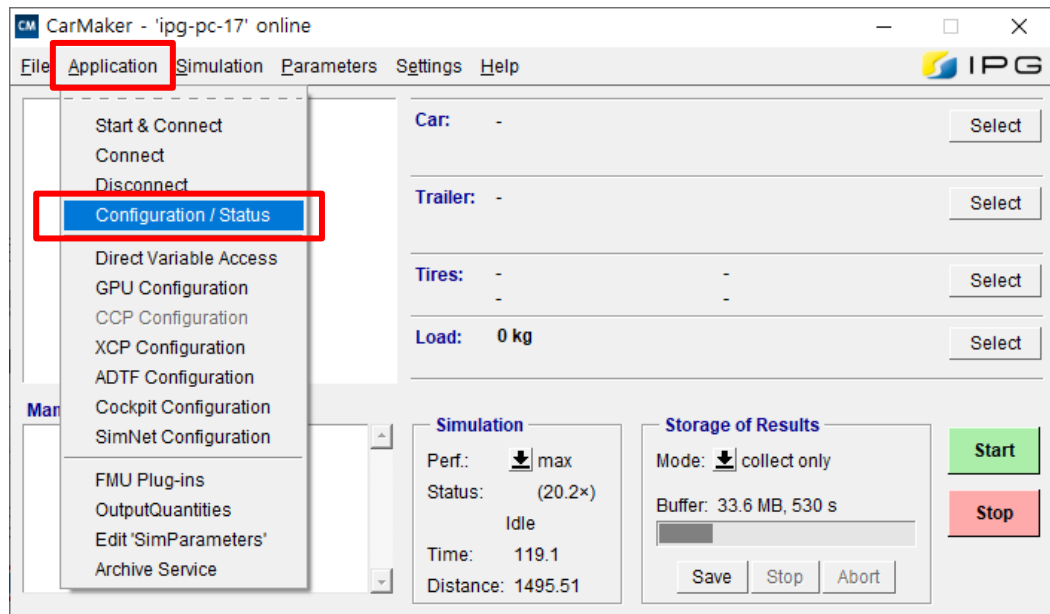 CM CarMaker - 'ipg-pc-17' online
File Application Simulation Parameters Settings Help
IPG
Start & Connect
Connect
Disconnect
Configuration / Status
Direct Variable Access
GPU Configuration
CCP Configuration
XCP Configuration
ADTF Configuration
Cockpit Configuration
SimNet Configuration
FMU Plug-ins
OutputQuantities
Edit 'SimParameters'
Archive Service
Car: - Select
Trailer: - Select
Tires: - - Select
- -
Load: 0 kg Select
Simulation
Perf.: max
Status: (20.2×)
Idle
Time: 119.1
Distance: 1495.51
Storage of Results
Mode: collect only
Buffer: 33.6 MB, 530 s
Save Stop Abort
Start
Stop